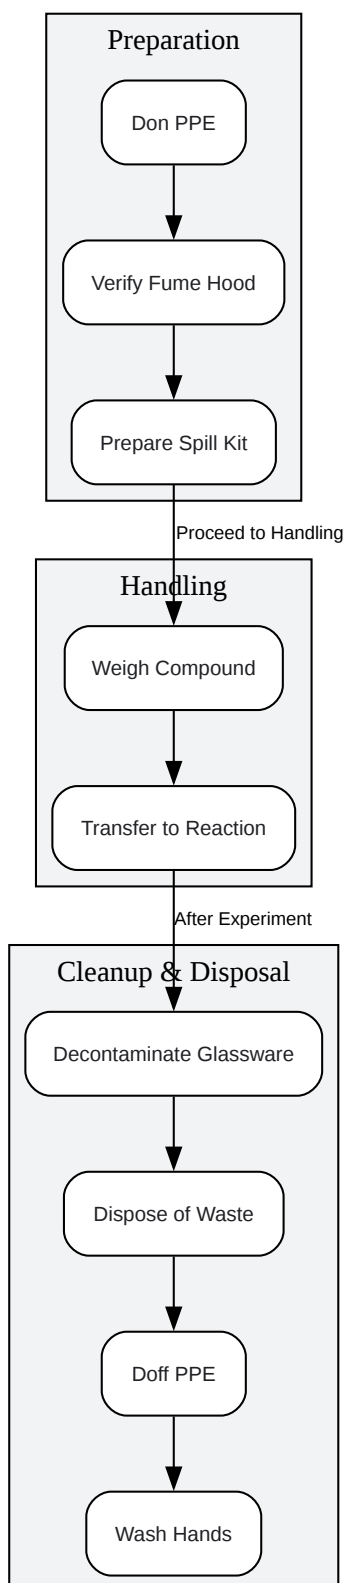 Preparation
Don PPE
Verify Fume Hood
Prepare Spill Kit
Proceed to Handling
Handling
Weigh Compound
Transfer to Reaction
After Experiment
Cleanup & Disposal
Decontaminate Glassware
Dispose of Waste
Doff PPE
Wash Hands